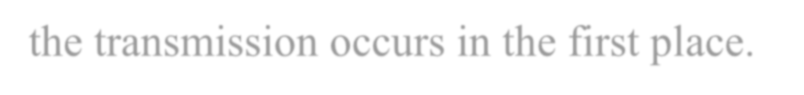 the transmission occurs in the first place.